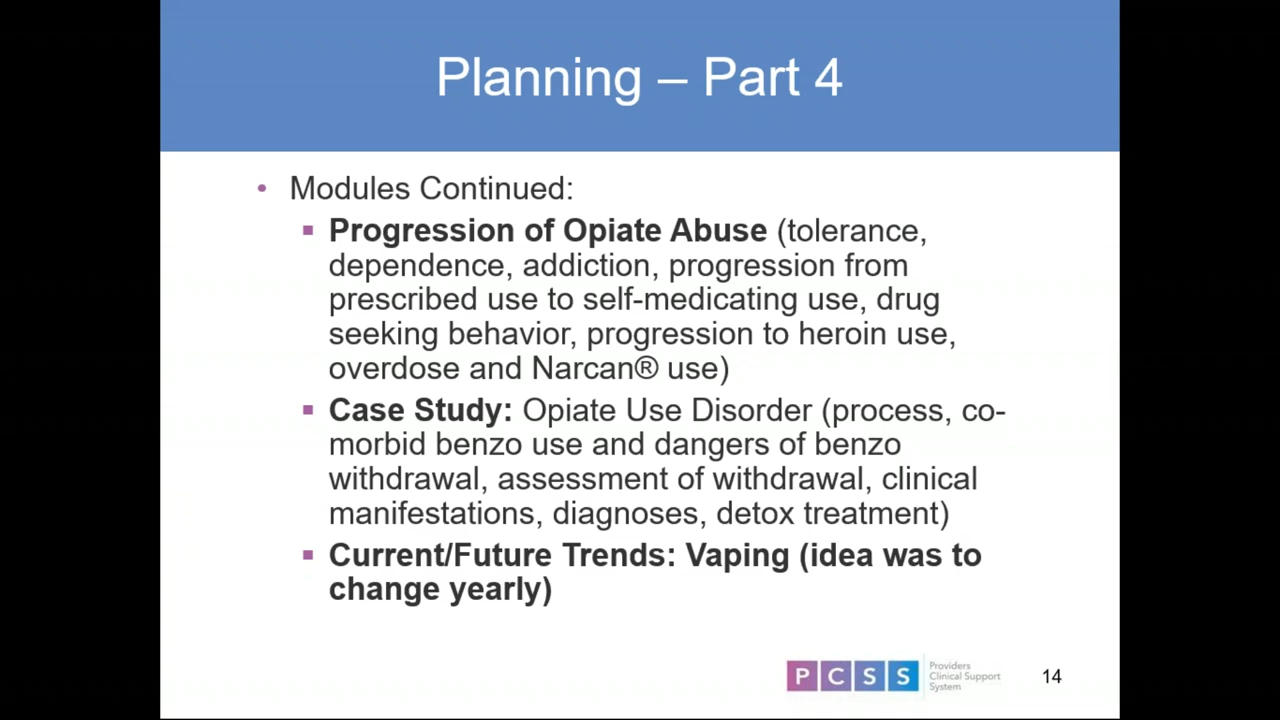 Planning – Part 4
• Modules Continued:
▪ Progression of Opiate Abuse (tolerance,
dependence, addiction, progression from
prescribed use to self-medicating use, drug
seeking behavior, progression to heroin use,
overdose and Narcan® use)
▪ Case Study: Opiate Use Disorder (process, co-
morbid benzo use and dangers of benzo
withdrawal, assessment of withdrawal, clinical
manifestations, diagnoses, detox treatment)
▪ Current/Future Trends: Vaping (idea was to
change yearly)
PCSS
Providers
Clinical Support
System
14